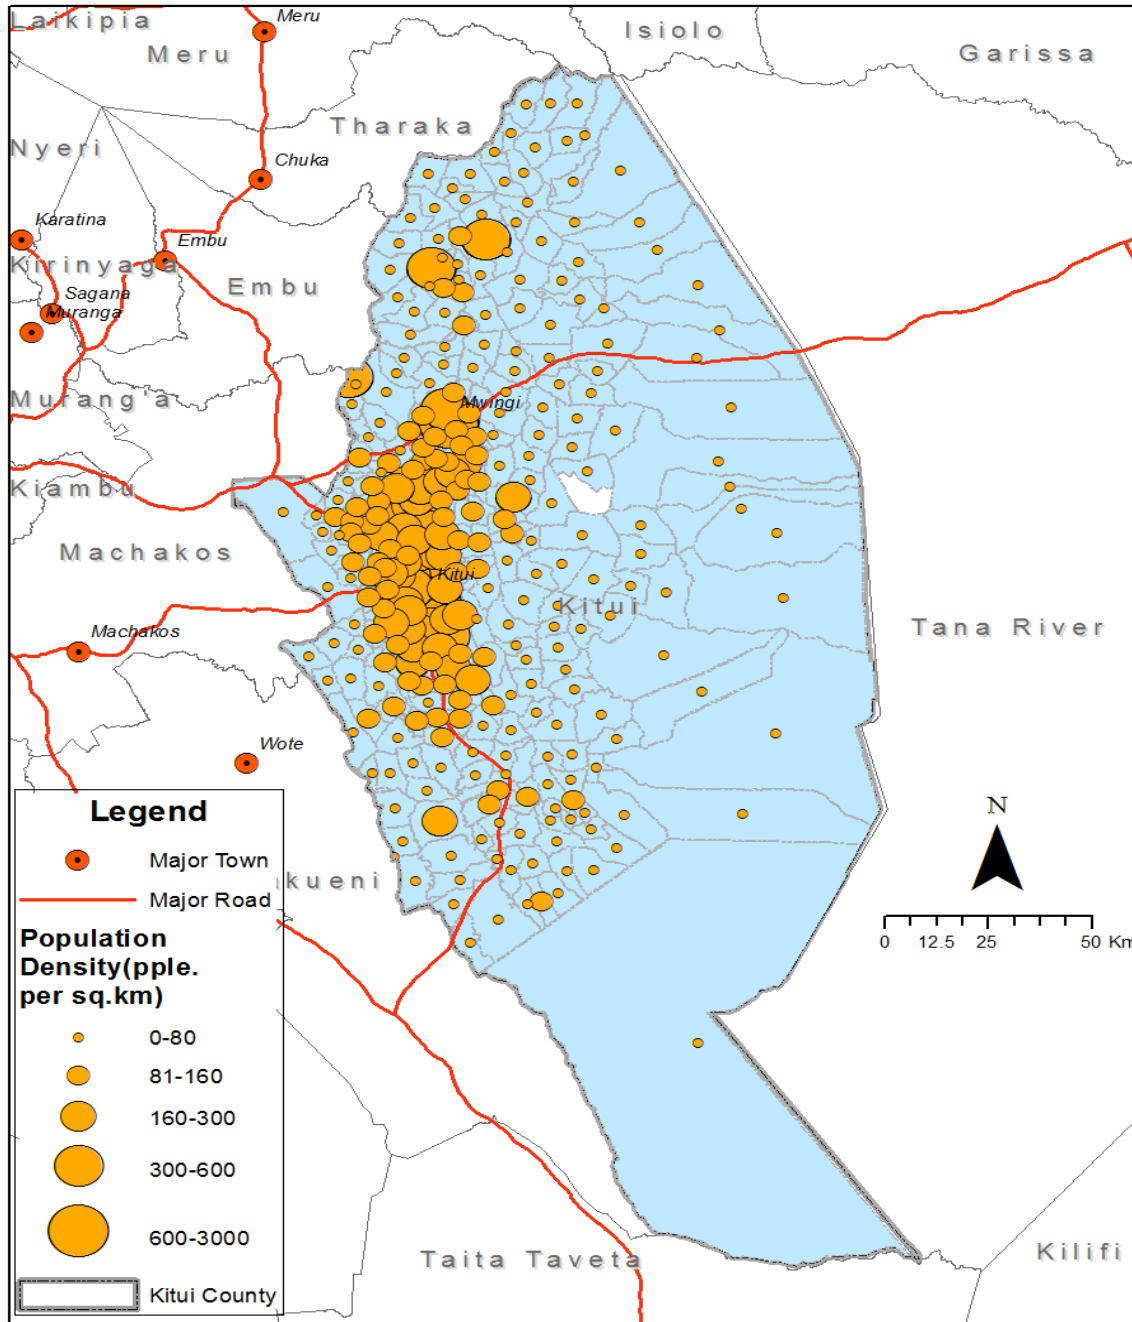 Laikipia
Meru
Isiolo
Meru
Garissa
Tharaka
Nyeri
Chuka
Karatina
Embu
Kirinyaga
Embu
Sagana
Muranga
Murang'a
Mwingi
Kiambu
Machakos
Kitui
Kitui
Tana River
Machakos
Wote
Legend
Major Town
akueni
Major Road
Population
Density(pple.
per sq.km)
0-80
81-160
160-300
300-600
600-3000
Kitui County
N
0 12.5 25 50 Km
Taita Taveta
Kilifi